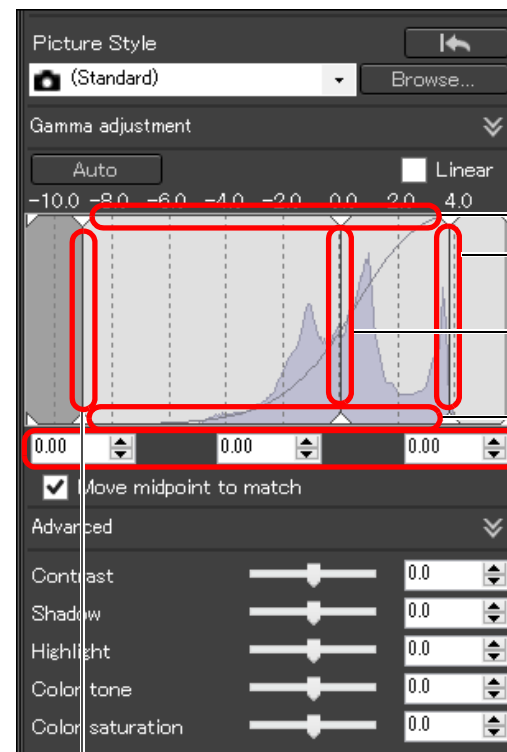 Picture Style
(Standard) Browse...
Gamma adjustment
Auto Linear
-10.0 -8.0 -6.0 -4.0 -2.0 0.0 2.0 4.0
0.00 0.00 0.00
Move midpoint to match
Advanced
Contrast 0.0
Shadow 0.0
Highlight 0.0
Color tone 0.0
Color saturation 0.0